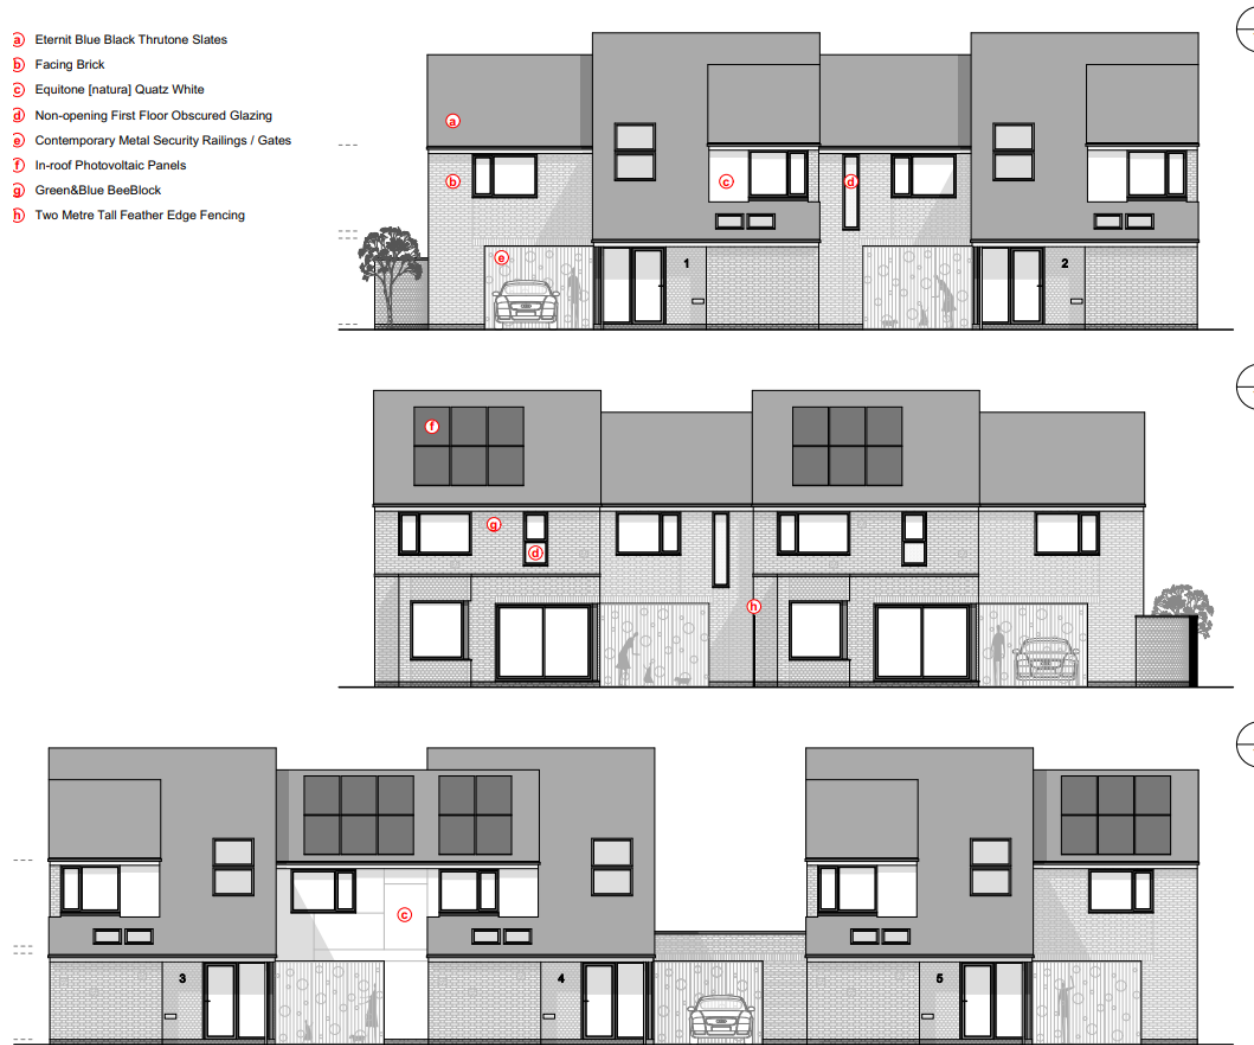 a Eternit Blue Black Thrutone Slates
b Facing Brick
c Equitone [natura] Quatz White
d Non-opening First Floor Obscured Glazing
e Contemporary Metal Security Railings / Gates
f In-roof Photovoltaic Panels
g Green&Blue BeeBlock
h Two Metre Tall Feather Edge Fencing
a
b
c
d
e
1
2
f
g
d
h
c
3
4
5